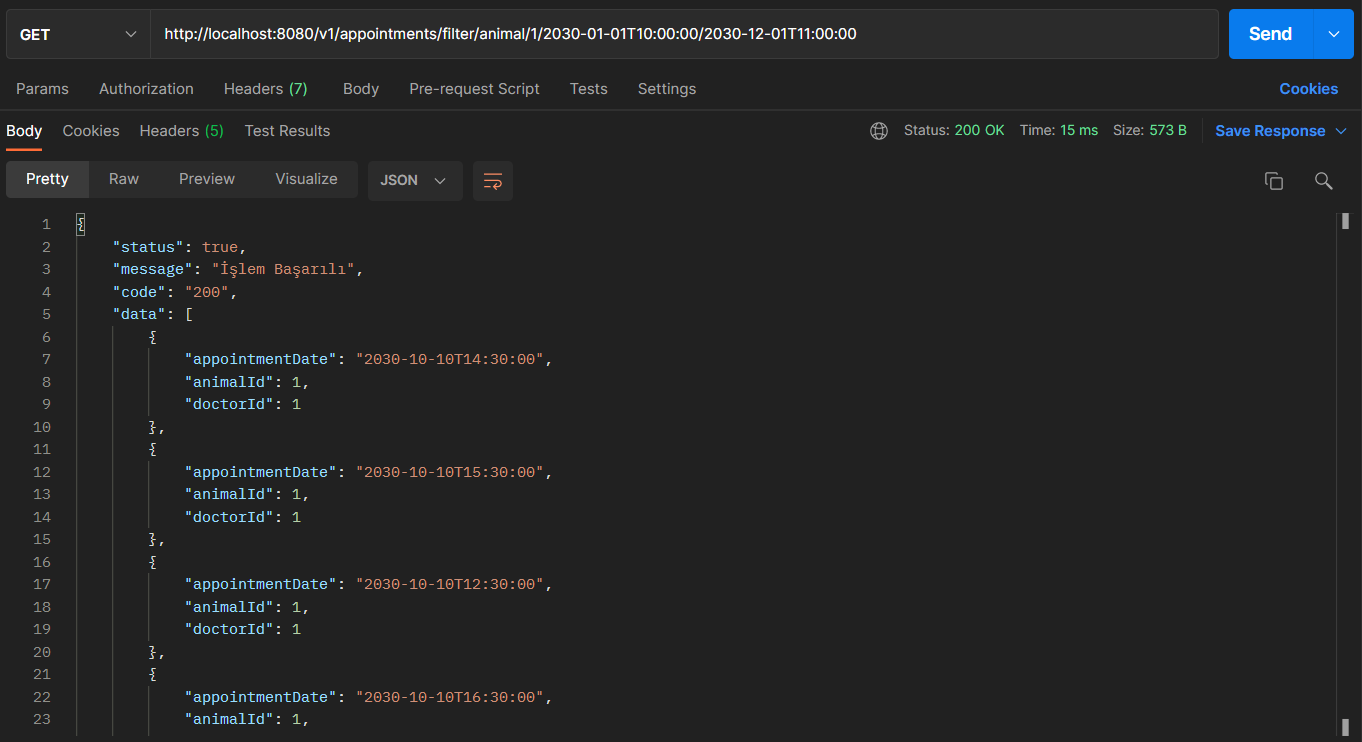 GET http://localhost:8080/v1/appointments/filter/animal/1/2030-01-01T10:00:00/2030-12-01T11:00:00 Send
Params Authorization Headers (7) Body Pre-request Script Tests Settings Cookies
Body Cookies Headers (5) Test Results Status: 200 OK Time: 15 ms Size: 573 B Save Response
Pretty Raw Preview Visualize JSON
1 {
2 "status": true,
3 "message": "İşlem Başarılı",
4 "code": "200",
5 "data": [
6 {
7 "appointmentDate": "2030-10-10T14:30:00",
8 "animalId": 1,
9 "doctorId": 1
10 },
11 {
12 "appointmentDate": "2030-10-10T15:30:00",
13 "animalId": 1,
14 "doctorId": 1
15 },
16 {
17 "appointmentDate": "2030-10-10T12:30:00",
18 "animalId": 1,
19 "doctorId": 1
20 },
21 {
22 "appointmentDate": "2030-10-10T16:30:00",
23 "animalId": 1,